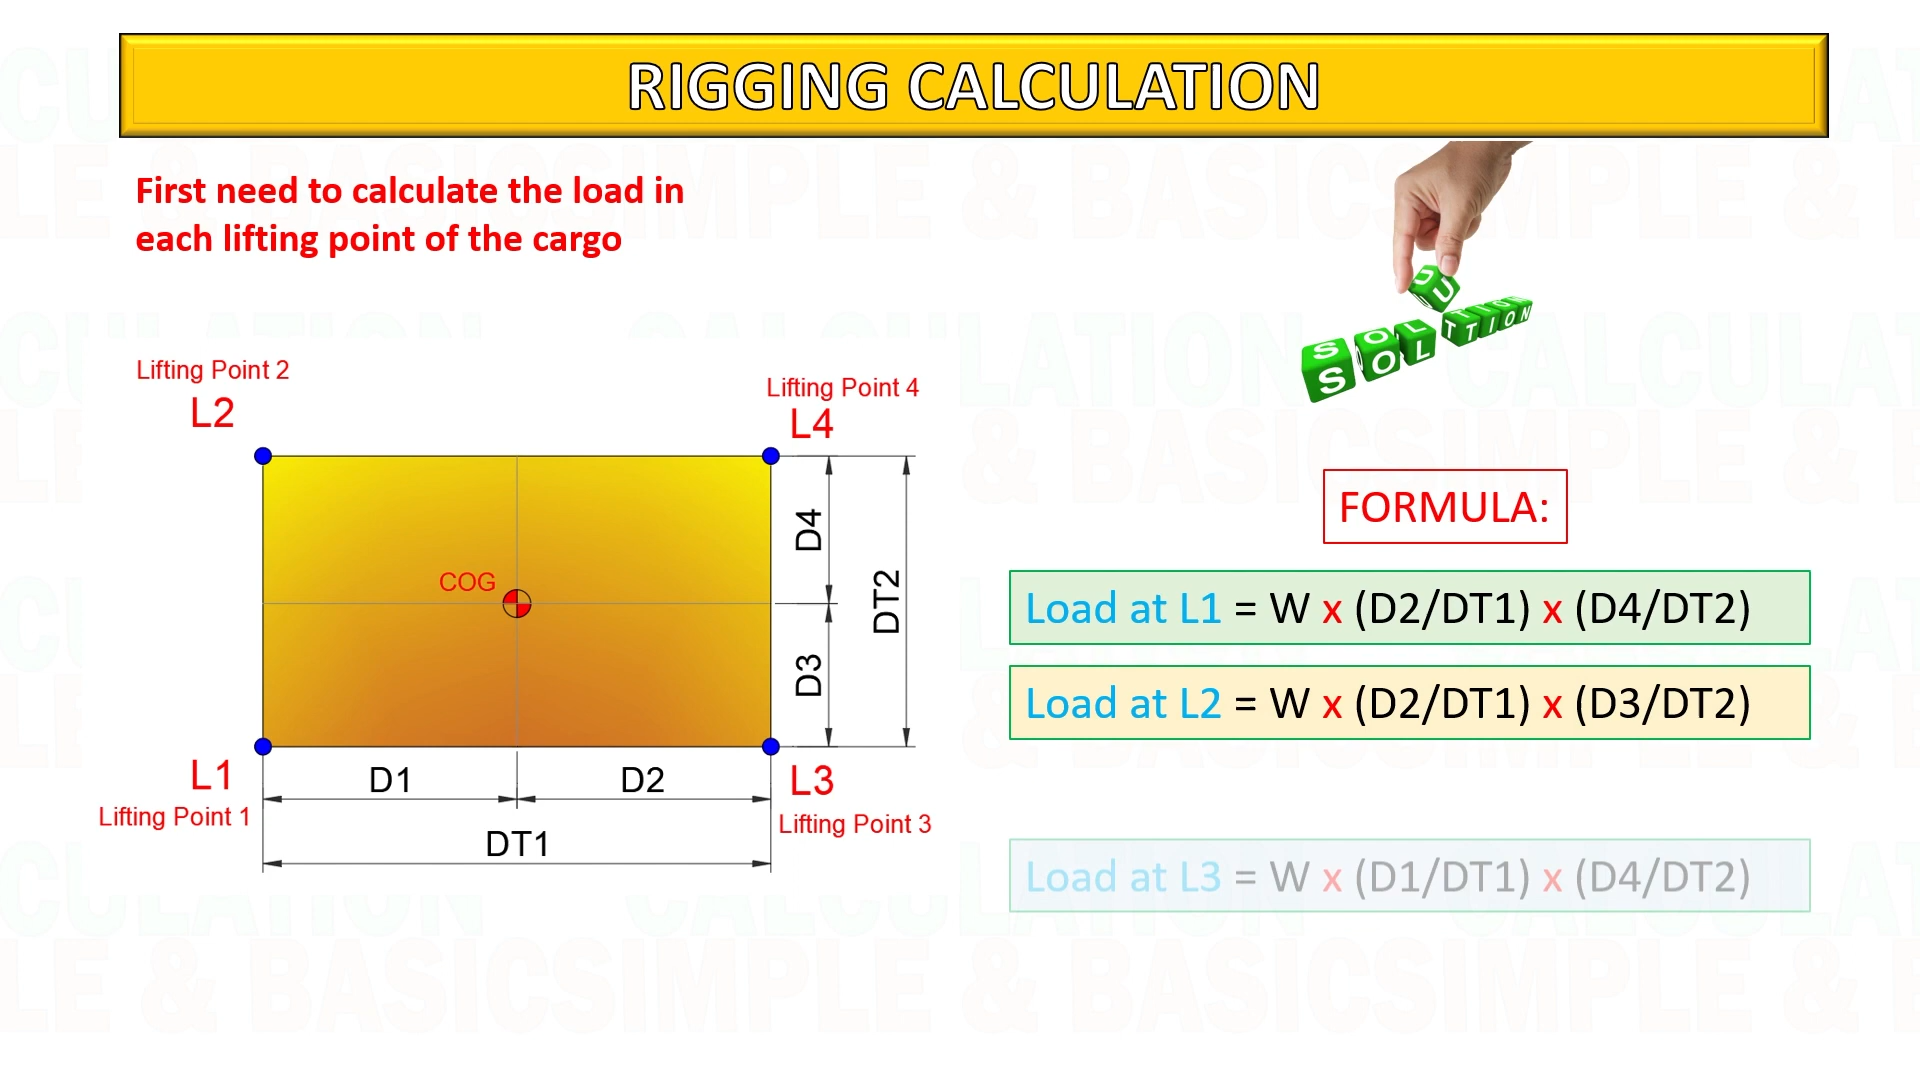 RIGGING CALCULATION
First need to calculate the load in
each lifting point of the cargo
SOLUTION
Lifting Point 2
L2
Lifting Point 4
L4
COG
D4
DT2
D3
L1
Lifting Point 1
D1
D2
L3
Lifting Point 3
DT1
FORMULA:
Load at L1 = W x (D2/DT1) x (D4/DT2)
Load at L2 = W x (D2/DT1) x (D3/DT2)
Load at L3 = W x (D1/DT1) x (D4/DT2)
CALCULATION
SIMPLE & BASIC